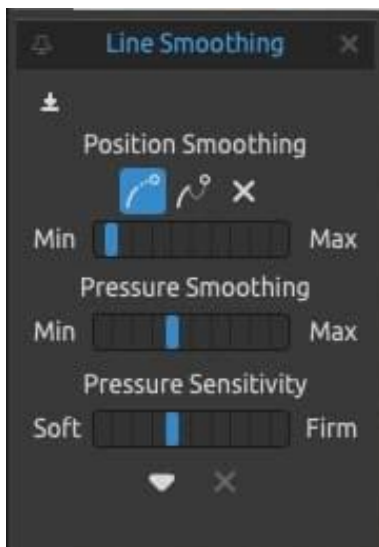 Line Smoothing
Position Smoothing
Min Max
Pressure Smoothing
Min Max
Pressure Sensitivity
Soft Firm